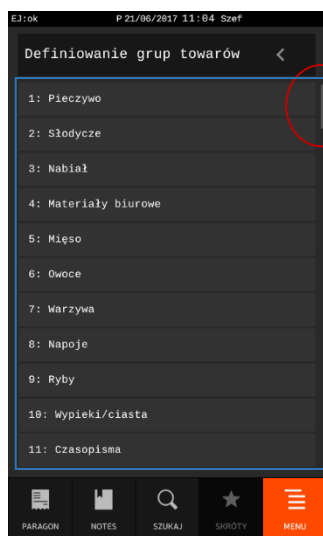 EJ:ok P 21/06/2017 11:04 Szef
Definiowanie grup towarów
1: Pieczywo
2: Słodycze
3: Nabiał
4: Materiały biurowe
5: Mięso
6: Owoce
7: Warzywa
8: Napoje
9: Ryby
10: Wypieki/ciasta
11: Czasopisma
PARAGON NOTES SZUKAJ SKRÓTY MENU